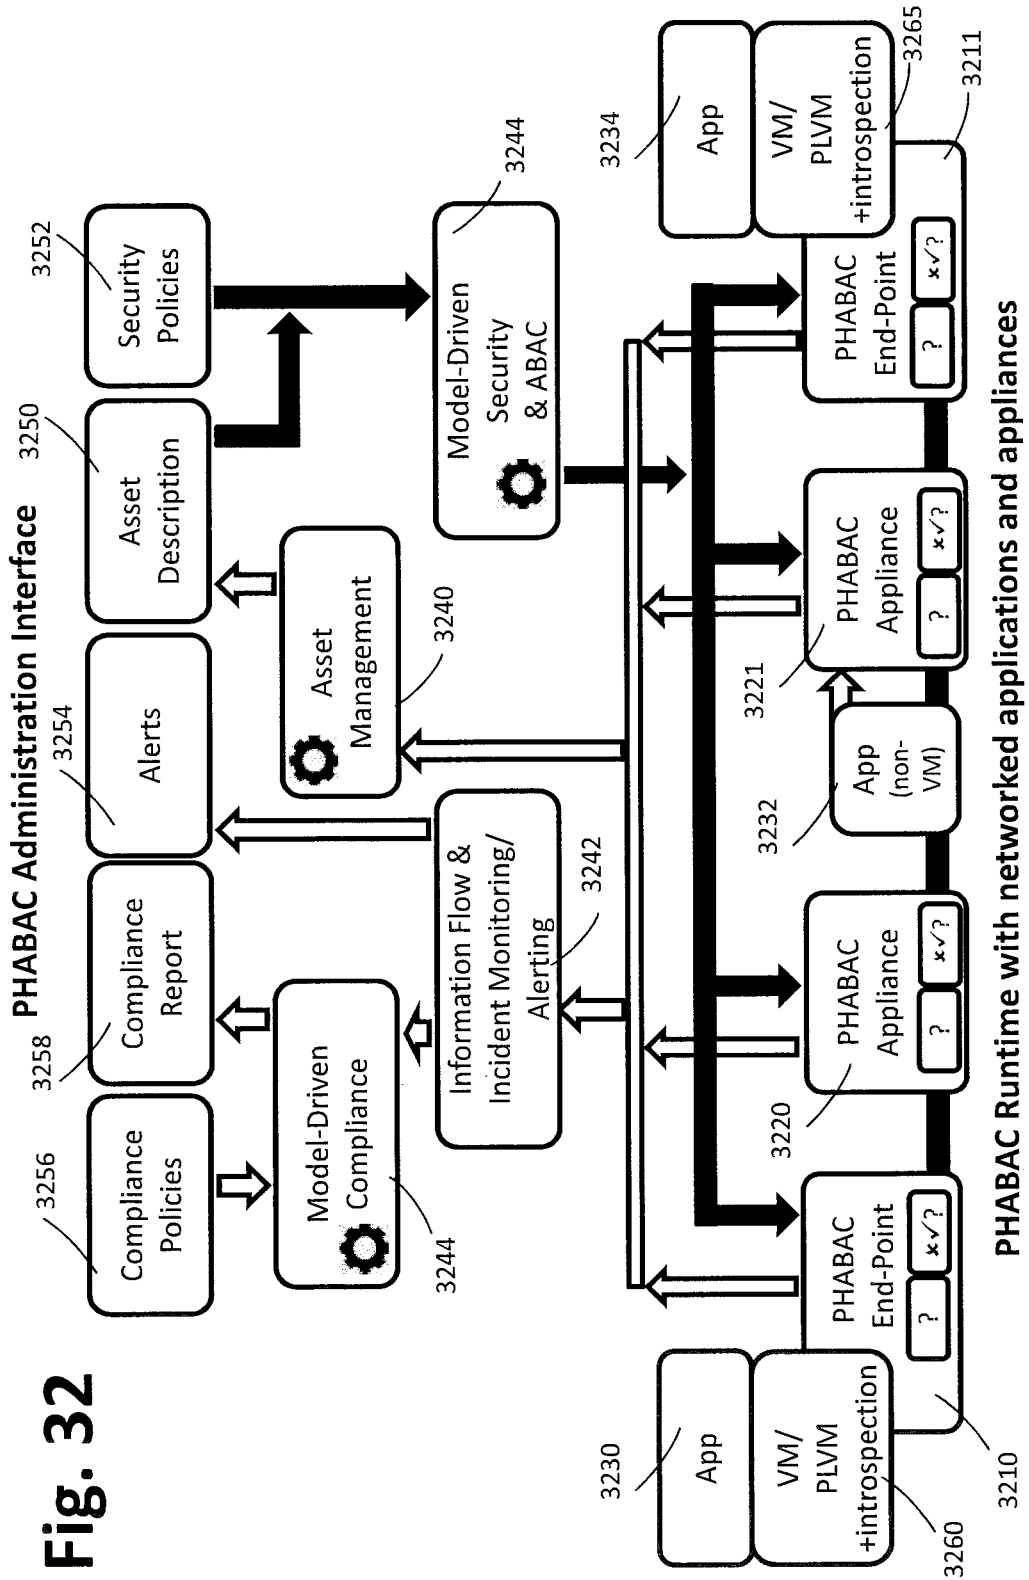 Fig. 32
PHABAC Administration Interface
3256
3258
3254
3250
3252
Compliance
Policies
Compliance
Report
Alerts
Asset
Description
Security
Policies
Model-Driven
Compliance
3244
Asset
Management
3240
Information Flow &
Incident Monitoring/
Alerting
3242
Model-Driven
Security
& ABAC
3244
3230
App
VM/
PLVM
+introspection
3260
PHABAC
End-Point
?
×✓?
3210
3220
PHABAC
Appliance
?
×✓?
3232
App
(non-
VM)
3221
PHABAC
Appliance
?
×✓?
3234
App
VM/
PLVM
+introspection
3265
PHABAC
End-Point
?
×✓?
3211
PHABAC Runtime with networked applications and appliances